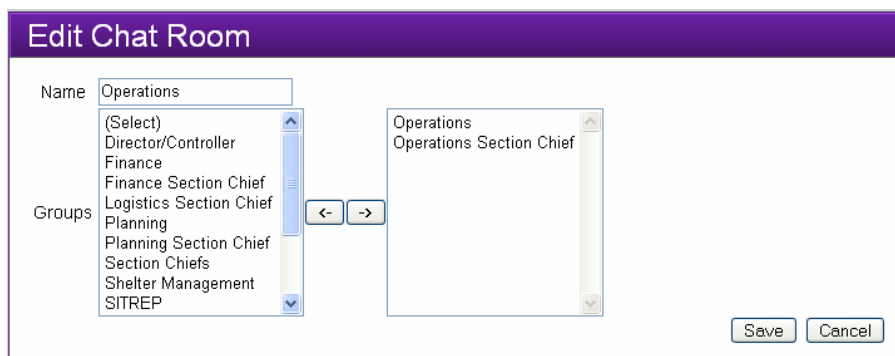 Edit Chat Room
Name Operations
(Select)
Director/Controller
Finance
Finance Section Chief
Logistics Section Chief
Groups
Planning
Planning Section Chief
Section Chiefs
Shelter Management
SITREP
<- ->
Operations
Operations Section Chief
Save Cancel